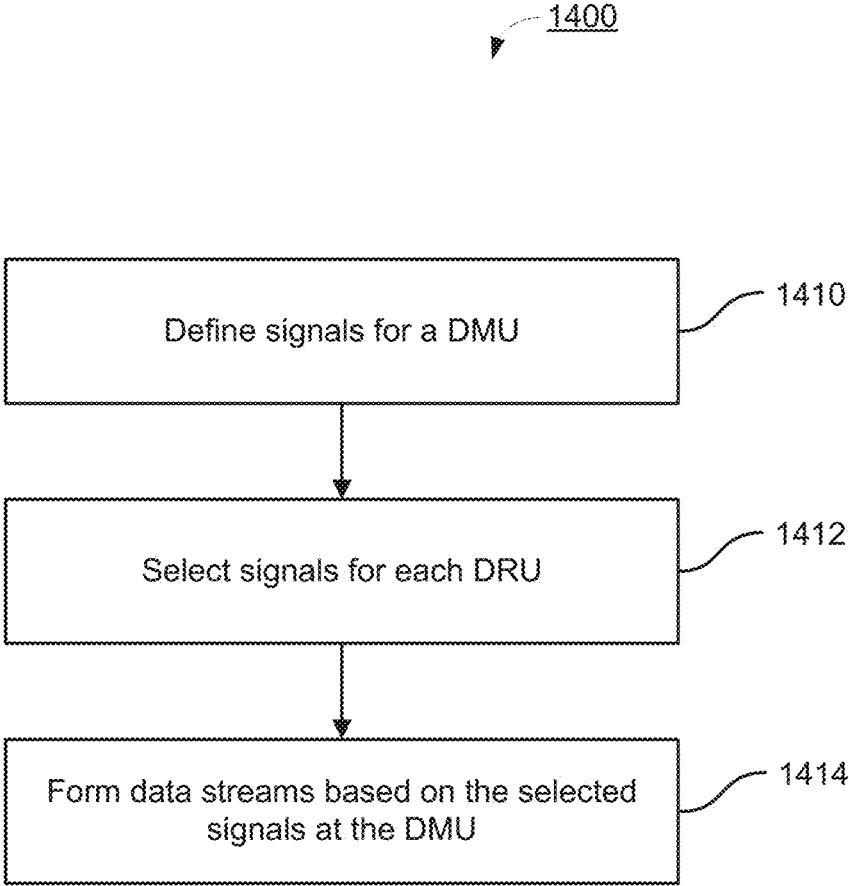 1400
Define signals for a DMU
1410
Select signals for each DRU
1412
Form data streams based on the selected
signals at the DMU
1414